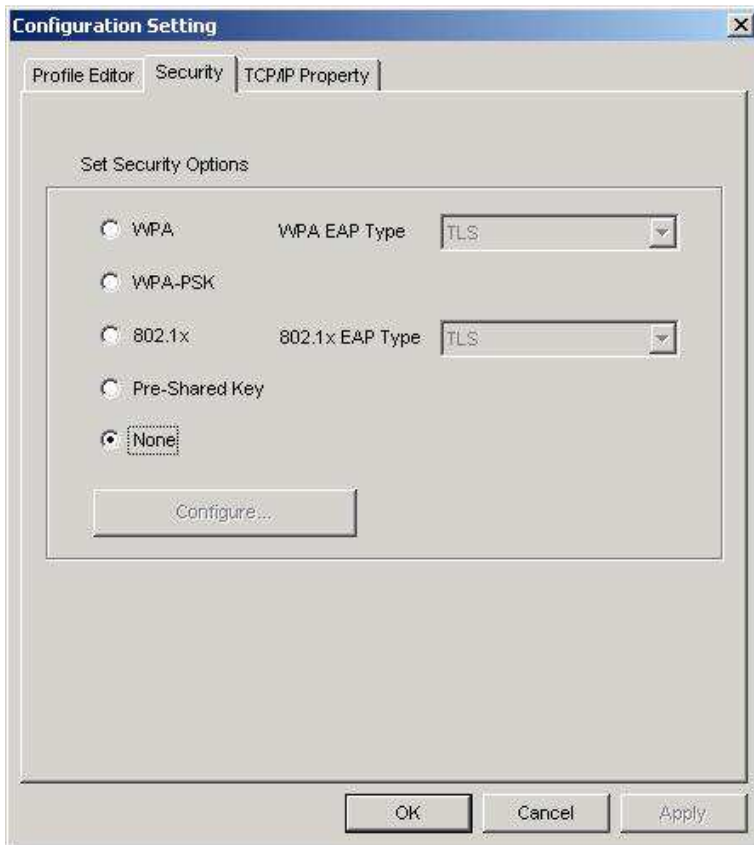 Configuration Setting
Profile Editor Security TCP/IP Property
Set Security Options
WPA WPA EAP Type TLS
WPA-PSK
802.1x 802.1x EAP Type TLS
Pre-Shared Key
None
Configure...
OK Cancel Apply